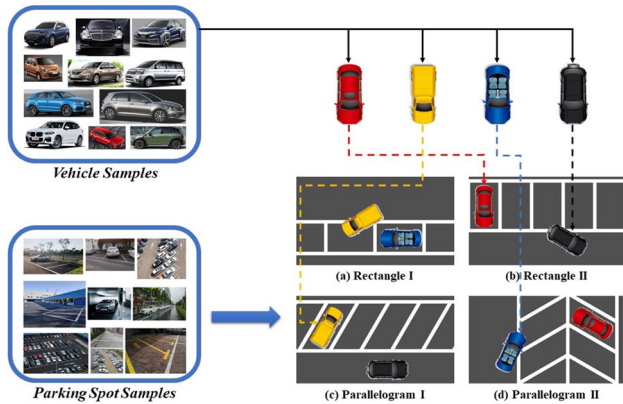 Vehicle Samples
(a) Rectangle I
(b) Rectangle II
Parking Spot Samples
(c) Parallelogram I
(d) Parallelogram II